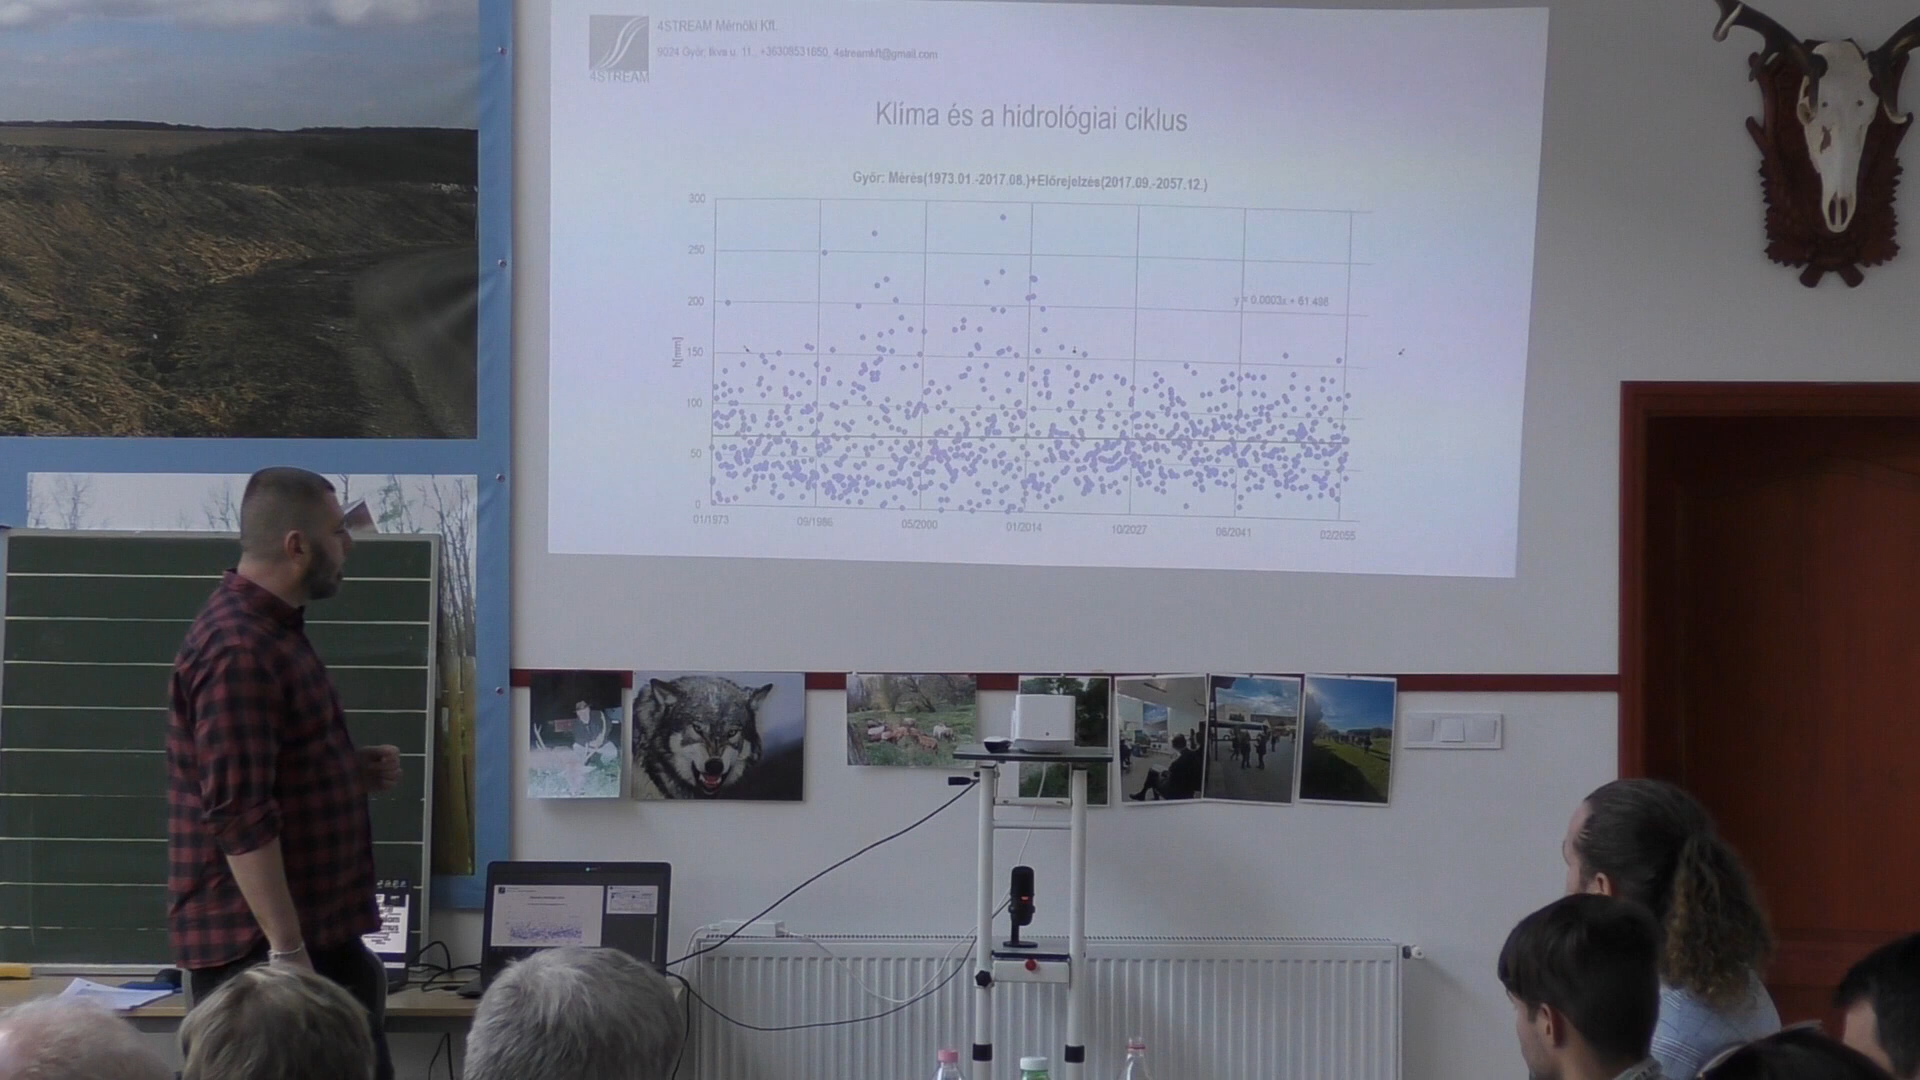 4STREAM Mérnöki Kft.
9024 Győr, Ikva u. 11., +36308531650, 4streamkft@gmail.com
4STREAM
Klíma és a hidrológiai ciklus
Győr: Mérés(1973.01.-2017.08.)+Előrejelzés(2017.09.-2057.12.)
300
250
200
150
100
50
0
h[mm]
y = 0.0003x + 61.498
01/1973
09/1986
05/2000
01/2014
10/2027
06/2041
02/2055